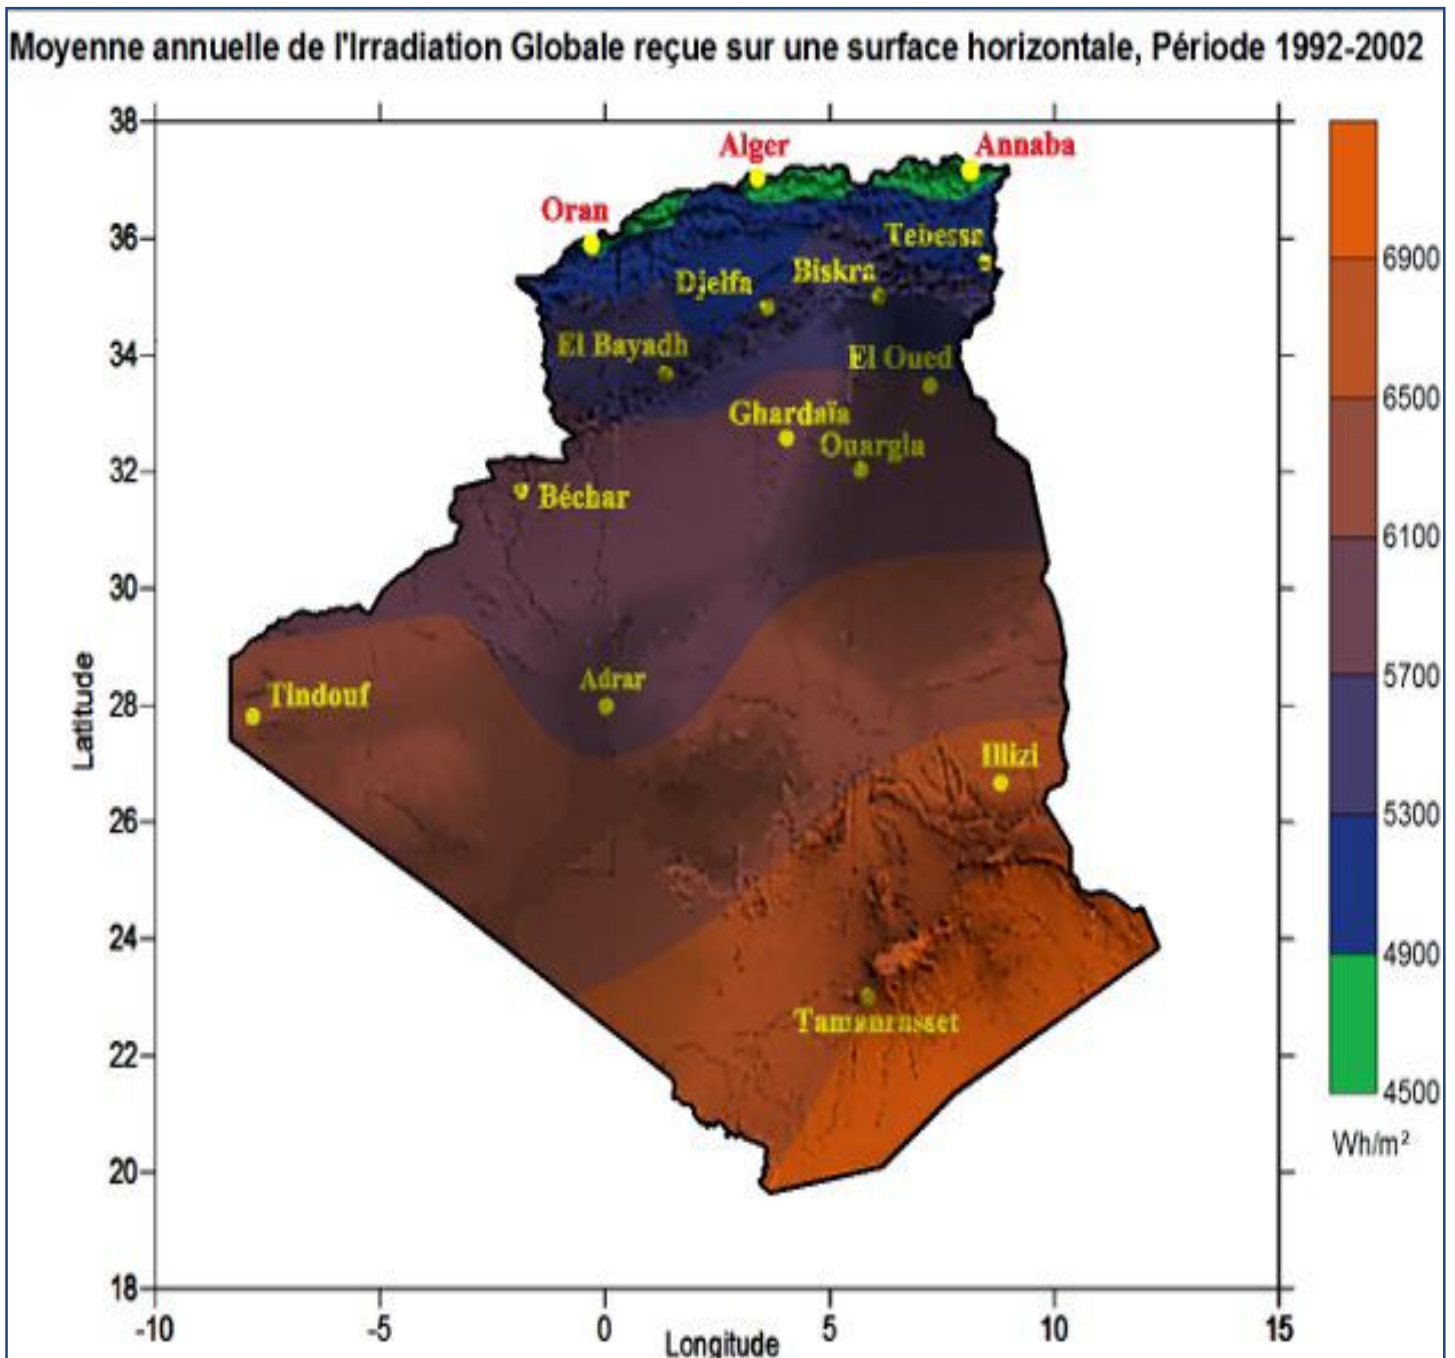 Moyenne annuelle de l'Irradiation Globale reçue sur une surface horizontale, Période 1992-2002
38
36
34
32
30
28
26
24
22
20
18
Latitude
-10
-5
0
5
10
15
Longitude
Alger
Annaba
Oran
Tebessa
Biskra
Djelfa
El Bayadh
El Oued
Ghardaïa
Ouargla
Béchar
Adrar
Tindouf
Illizi
Tamanrasset
6900
6500
6100
5700
5300
4900
4500
Wh/m²